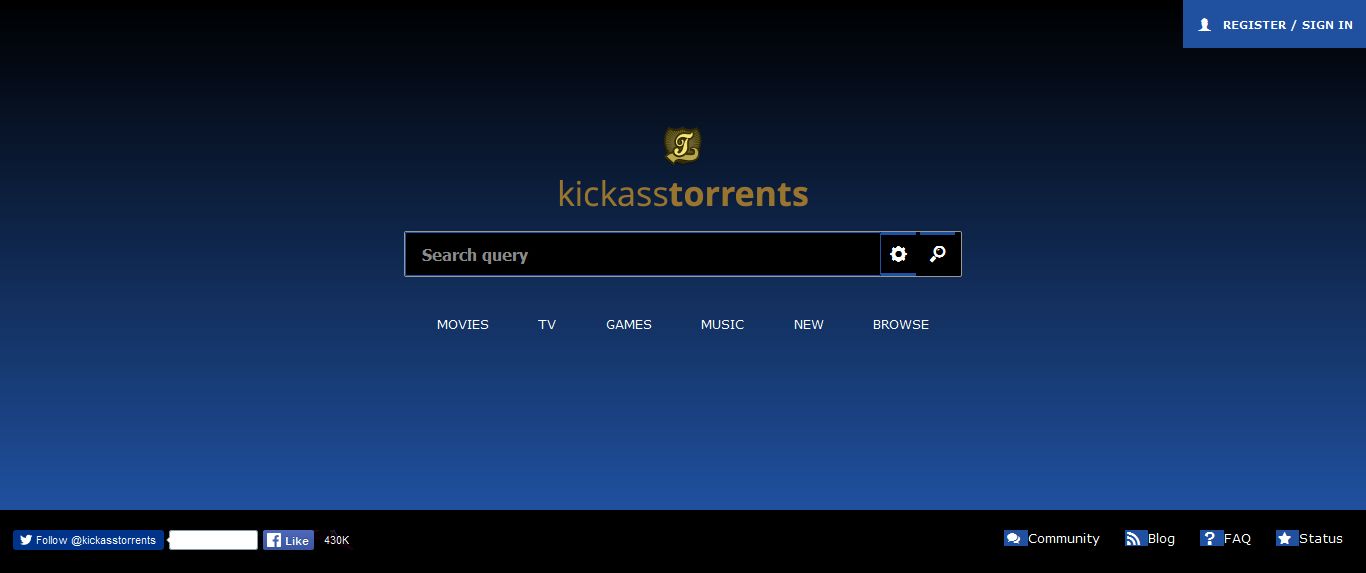 REGISTER / SIGN IN
T
kickasstorrents
Search query
MOVIES TV GAMES MUSIC NEW BROWSE
Follow @kickasstorrents Like 430K Community Blog ? FAQ Status